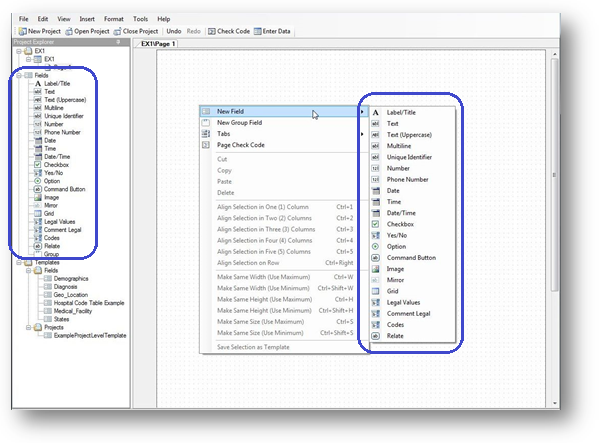 File Edit View Insert Format Tools Help
New Project Open Project Close Project Undo Redo Check Code Enter Data
Project Explorer
EX1
EX1
Fields
Label/Title
Text
Text (Uppercase)
Multiline
Unique Identifier
Number
Phone Number
Date
Time
Date/Time
Checkbox
Yes/No
Option
Command Button
Image
Mirror
Grid
Legal Values
Comment Legal
Codes
Relate
Group
Templates
Fields
Demographics
Diagnosis
Geo_Location
Hospital Code Table Example
Medical_Facility
States
Projects
ExampleProjectLevelTemplate
EX1\Page 1
New Field
New Group Field
Tabs
Page Check Code
Cut
Copy
Paste
Delete
Align Selection in One (1) Column Ctrl+1
Align Selection in Two (2) Columns Ctrl+2
Align Selection in Three (3) Columns Ctrl+3
Align Selection in Four (4) Columns Ctrl+4
Align Selection in Five (5) Columns Ctrl+5
Align Selection on Row Ctrl+Right
Make Same Width (Use Maximum) Ctrl+W
Make Same Width (Use Minimum) Ctrl+Shift+W
Make Same Height (Use Maximum) Ctrl+H
Make Same Height (Use Minimum) Ctrl+Shift+H
Make Same Size (Use Maximum) Ctrl+S
Make Same Size (Use Minimum) Ctrl+Shift+S
Save Selection as Template
Label/Title
Text
Text (Uppercase)
Multiline
Unique Identifier
Number
Phone Number
Date
Time
Date/Time
Checkbox
Yes/No
Option
Command Button
Image
Mirror
Grid
Legal Values
Comment Legal
Codes
Relate